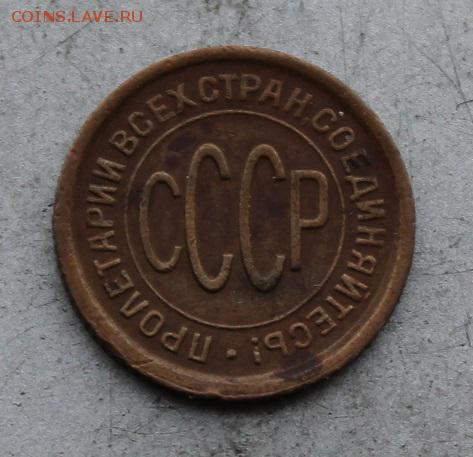 COINS.LAVE.RU
ПРОЛЕТАРИИ ВСЕХ СТРАН, СОЕДИНЯЙТЕСЬ! •
СССР